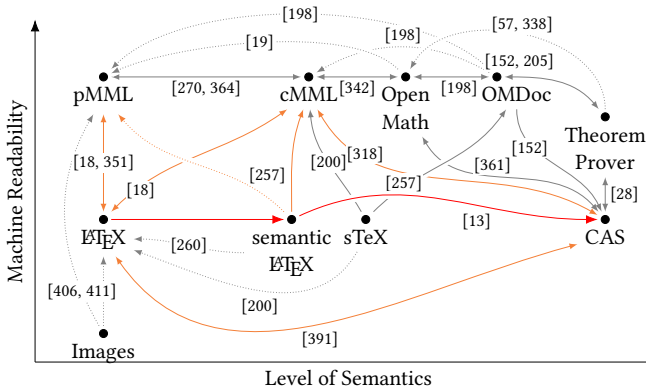 [198]
[57, 338]
[19]
[198]
[152, 205]
[270, 364]
[342]
[198]
pMML
cMML
Open
Math
OMDoc
Theorem
Prover
[18, 351]
[200]
[318]
[152]
[18]
[257]
[257]
[361]
[28]
LATEX
semantic
LATEX
sTeX
[13]
CAS
[260]
[406, 411]
[200]
[391]
Images
Machine Readability
Level of Semantics